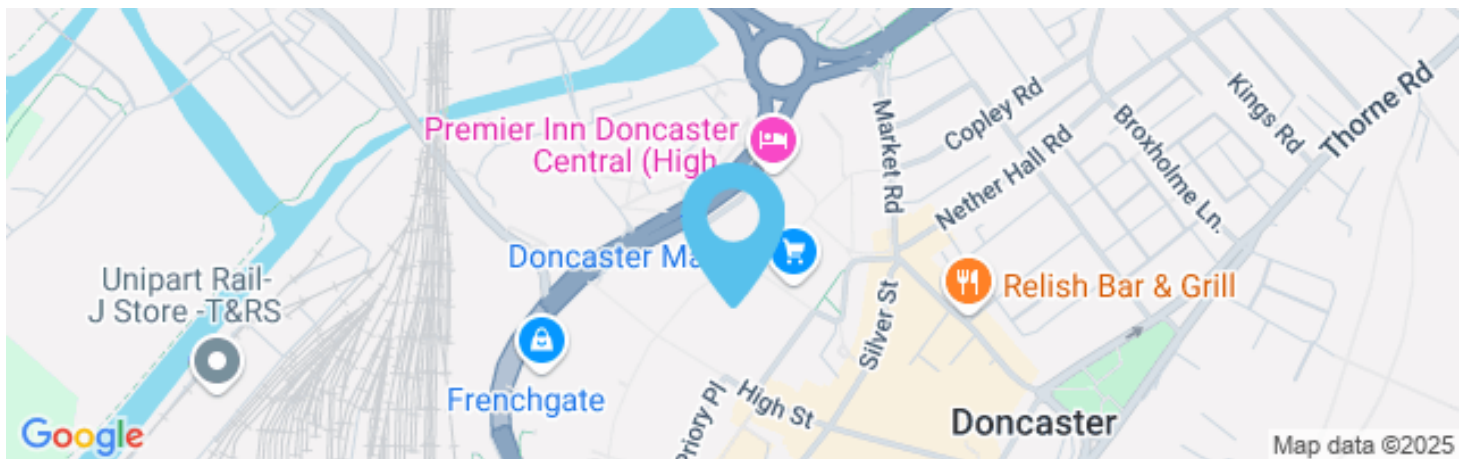 Premier Inn Doncaster
Central (High
Market Rd
Copley Rd
Kings Rd
Thorne Rd
Broxholme Ln.
Nether Hall Rd
Doncaster Ma
Unipart Rail-
J Store -T&RS
Relish Bar & Grill
Silver St
Frenchgate
Priory Pl
High St
Doncaster
Google
Map data ©2025